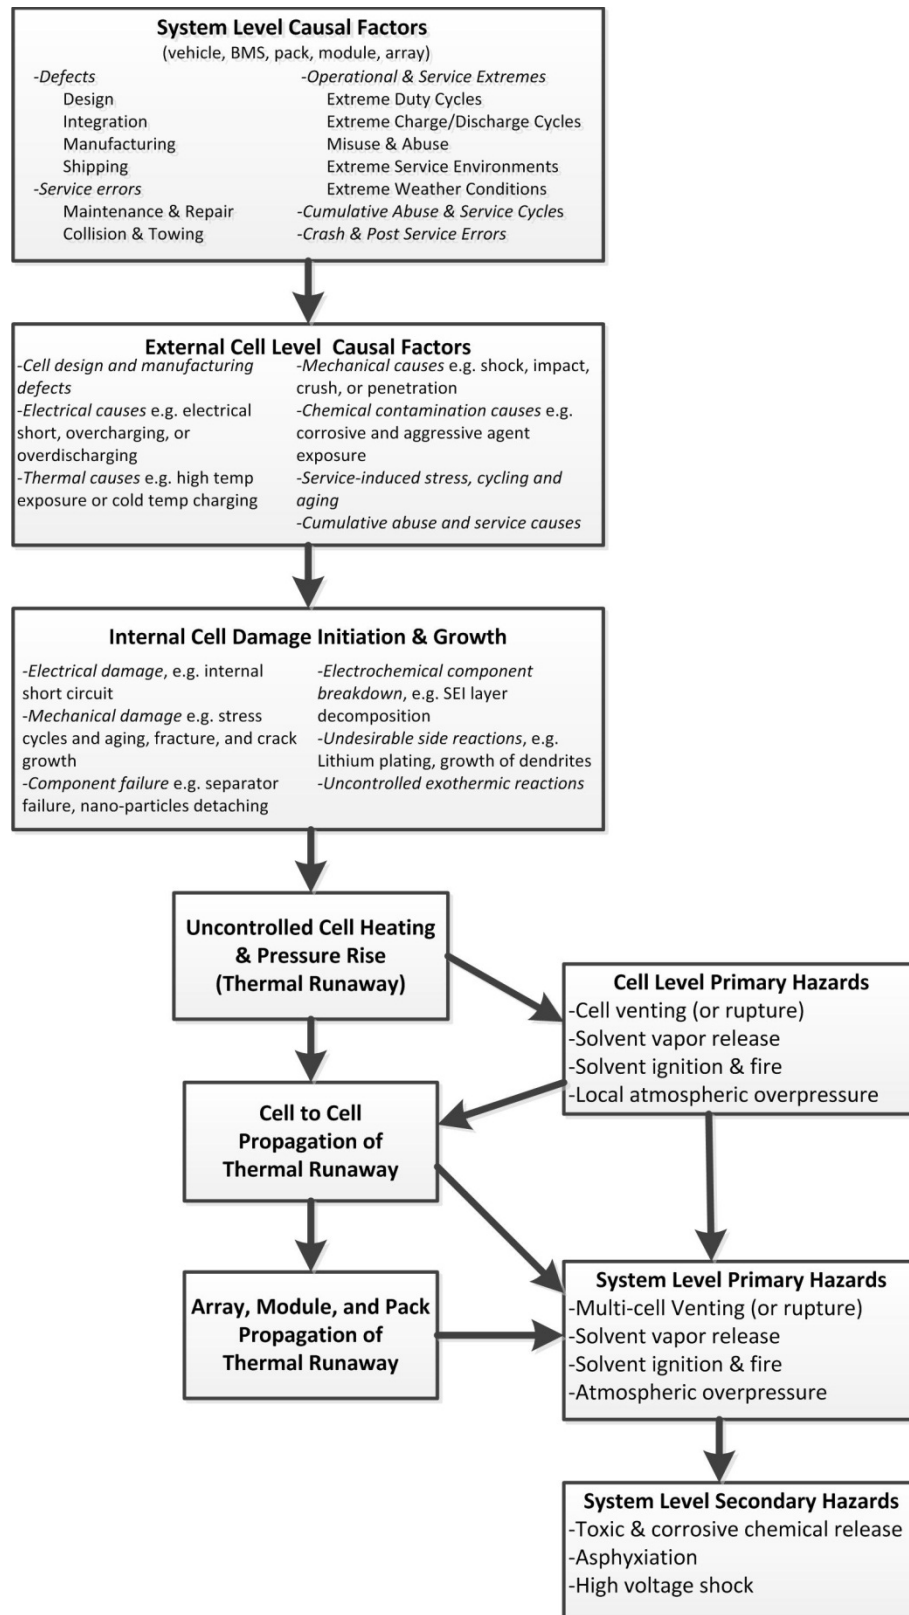 System Level Causal Factors
(vehicle, BMS, pack, module, array)
-Defects
Design
Integration
Manufacturing
Shipping
-Service errors
Maintenance & Repair
Collision & Towing
-Operational & Service Extremes
Extreme Duty Cycles
Extreme Charge/Discharge Cycles
Misuse & Abuse
Extreme Service Environments
Extreme Weather Conditions
-Cumulative Abuse & Service Cycles
-Crash & Post Service Errors
External Cell Level Causal Factors
-Cell design and manufacturing
defects
-Electrical causes e.g. electrical
short, overcharging, or
overdischarging
-Thermal causes e.g. high temp
exposure or cold temp charging
-Mechanical causes e.g. shock, impact,
crush, or penetration
-Chemical contamination causes e.g.
corrosive and aggressive agent
exposure
-Service-induced stress, cycling and
aging
-Cumulative abuse and service causes
Internal Cell Damage Initiation & Growth
-Electrical damage, e.g. internal
short circuit
-Mechanical damage e.g. stress
cycles and aging, fracture, and crack
growth
-Component failure e.g. separator
failure, nano-particles detaching
-Electrochemical component
breakdown, e.g. SEI layer
decomposition
-Undesirable side reactions, e.g.
Lithium plating, growth of dendrites
-Uncontrolled exothermic reactions
Uncontrolled Cell Heating
& Pressure Rise
(Thermal Runaway)
Cell Level Primary Hazards
-Cell venting (or rupture)
-Solvent vapor release
-Solvent ignition & fire
-Local atmospheric overpressure
Cell to Cell
Propagation of
Thermal Runaway
Array, Module, and Pack
Propagation of
Thermal Runaway
System Level Primary Hazards
-Multi-cell Venting (or rupture)
-Solvent vapor release
-Solvent ignition & fire
-Atmospheric overpressure
System Level Secondary Hazards
-Toxic & corrosive chemical release
-Asphyxiation
-High voltage shock